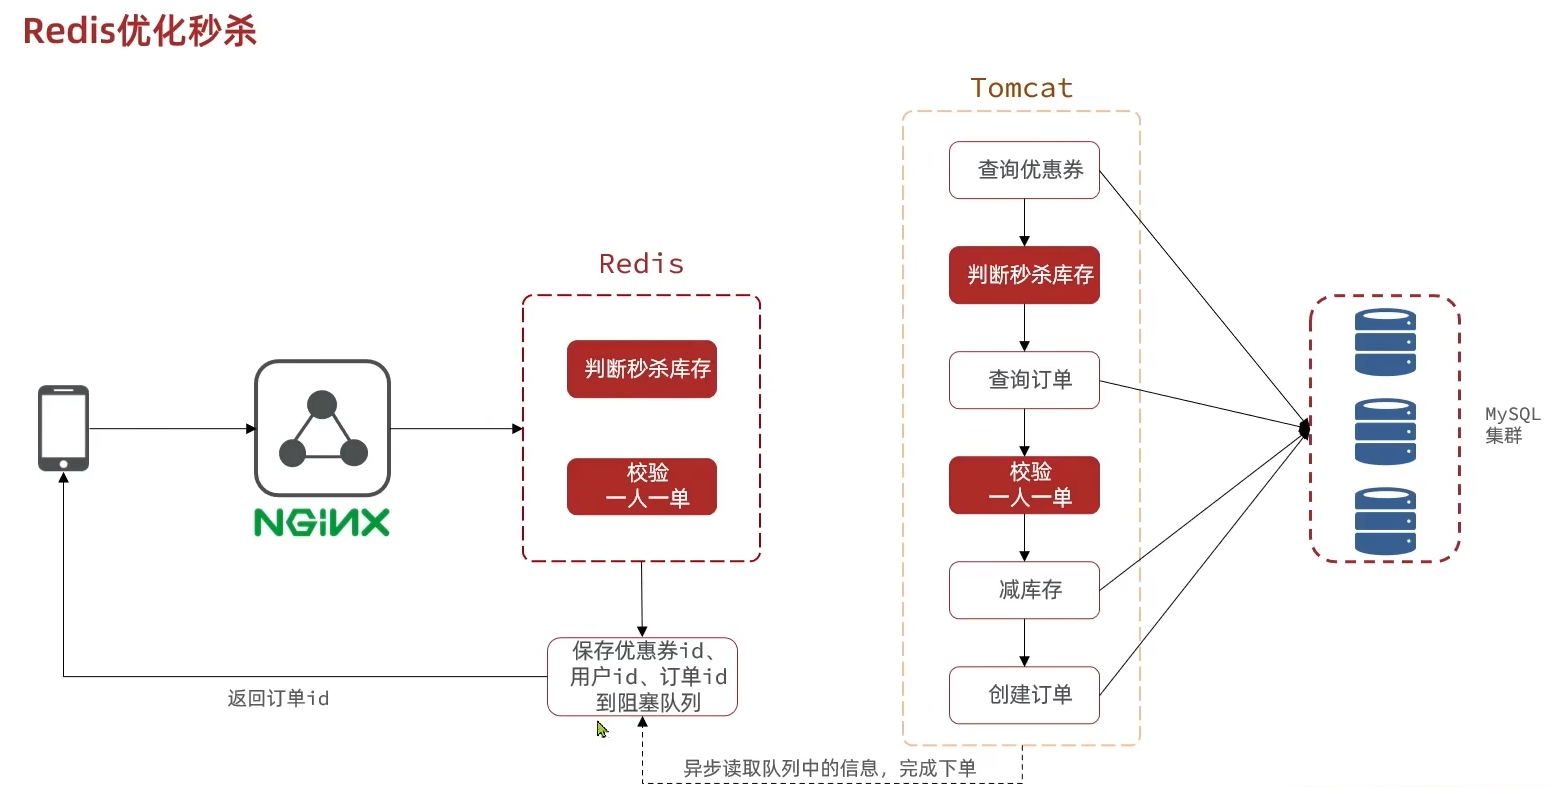 Redis优化秒杀
Tomcat
查询优惠券
判断秒杀库存
查询订单
校验
一人一单
减库存
创建订单
Redis
判断秒杀库存
校验
一人一单
NGiNX
保存优惠券id、
用户id、订单id
到阻塞队列
返回订单id
异步读取队列中的信息，完成下单
MySQL
集群